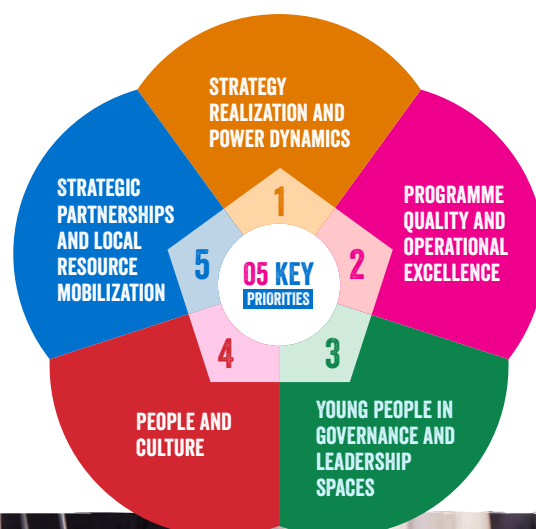 STRATEGY
REALIZATION AND
POWER DYNAMICS
1
PROGRAMME
QUALITY AND
OPERATIONAL
EXCELLENCE
2
YOUNG PEOPLE IN
GOVERNANCE AND
LEADERSHIP
SPACES
3
PEOPLE AND
CULTURE
4
STRATEGIC
PARTNERSHIPS
AND LOCAL
RESOURCE
MOBILIZATION
5
05 KEY
PRIORITIES